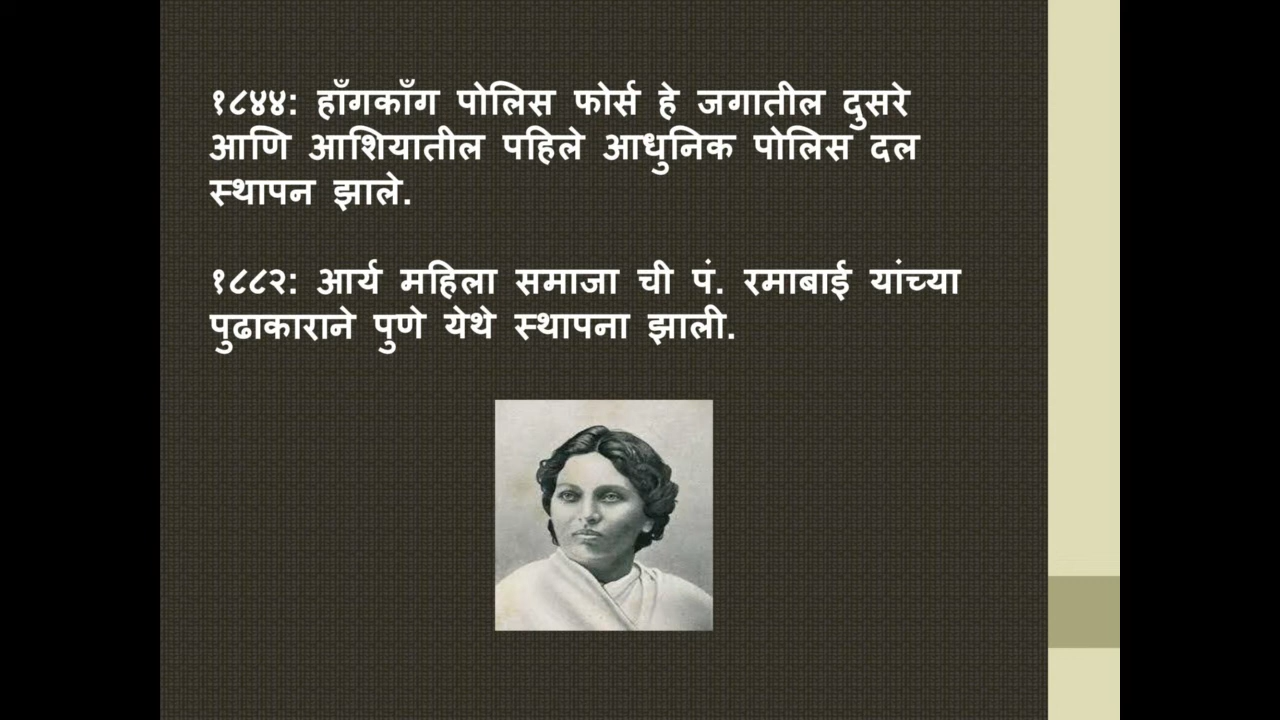 १८४४: हाँगकाँग पोलिस फोर्स हे जगातील दुसरे
आणि आशियातील पहिले आधुनिक पोलिस दल
स्थापन झाले.
१८८२: आर्य महिला समाजा ची पं. रमाबाई यांच्या
पुढाकाराने पुणे येथे स्थापना झाली.